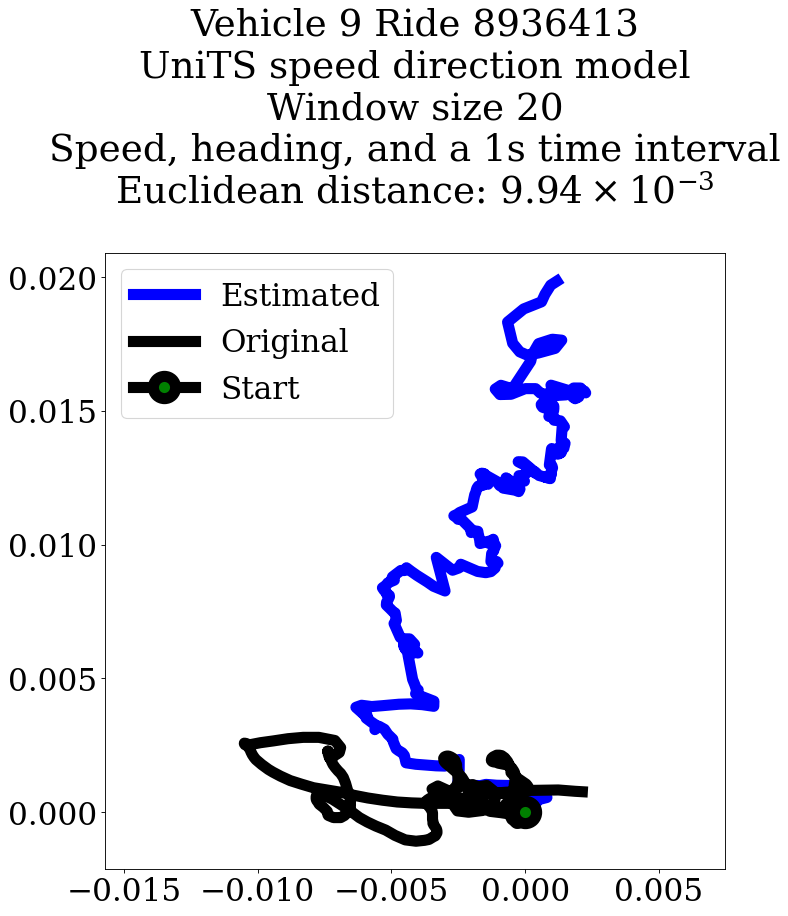 Vehicle 9 Ride 8936413
UniTS speed direction model
Window size 20
Speed, heading, and a 1s time interval
Euclidean distance: 9.94 × 10⁻³
Estimated
Original
Start
0.020
0.015
0.010
0.005
0.000
−0.015 −0.010 −0.005 0.000 0.005